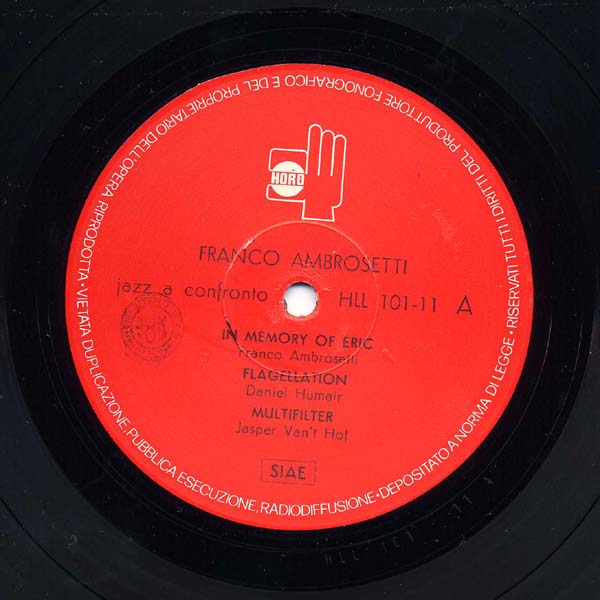 HORO
FRANCO AMBROSETTI
jazz a confronto HLL 101-11 A
IN MEMORY OF ERIC
Franco Ambrosetti
FLAGELLATION
Daniel Humair
MULTIFILTER
Jasper Van't Hof
SIAE
RISERVATI TUTTI I DIRITTI DEL PRODUTTORE FONOGRAFICO E DEL PROPRIETARIO DELL'OPERA RIPRODOTTA • VIETATA DUPLICAZIONE, PUBBLICA ESECUZIONE, RADIODIFFUSIONE • DEPOSITATO A NORMA DI LEGGE •